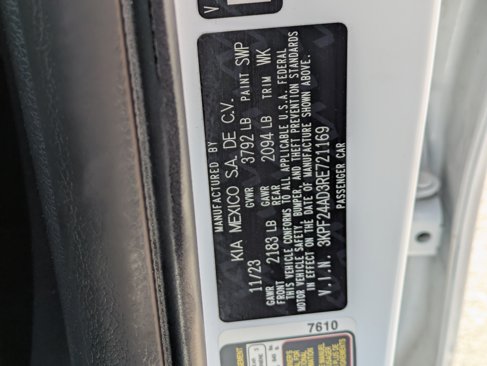 MANUFACTURED BY
KIA MEXICO S.A. DE C.V.
11/23 GVWR 3792 LB PAINT SWP
GAWR FRONT 2183 LB GAWR REAR 2094 LB TRIM WK
THIS VEHICLE CONFORMS TO ALL APPLICABLE U.S.A. FEDERAL
MOTOR VEHICLE SAFETY, BUMPER, AND THEFT PREVENTION STANDARDS
IN EFFECT ON THE DATE OF MANUFACTURE SHOWN ABOVE.
V.I.N. 3KPF24AD3RE721169
PASSENGER CAR
7610
V